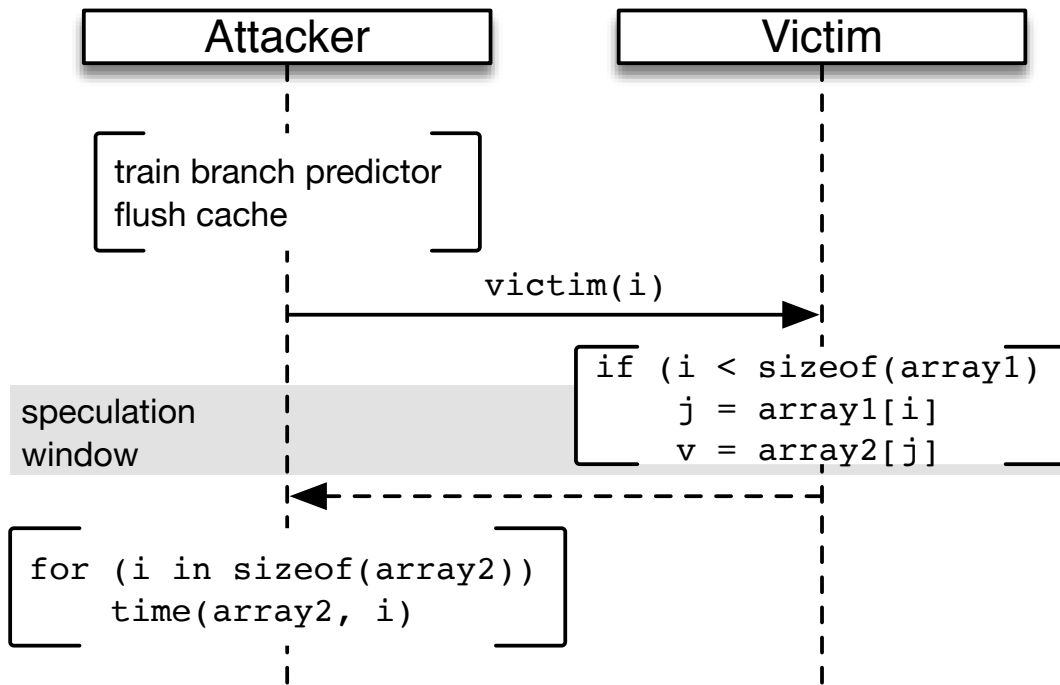 Attacker
Victim
train branch predictor
flush cache
victim(i)
if (i < sizeof(array1)
j = array1[i]
v = array2[j]
speculation
window
for (i in sizeof(array2))
time(array2, i)